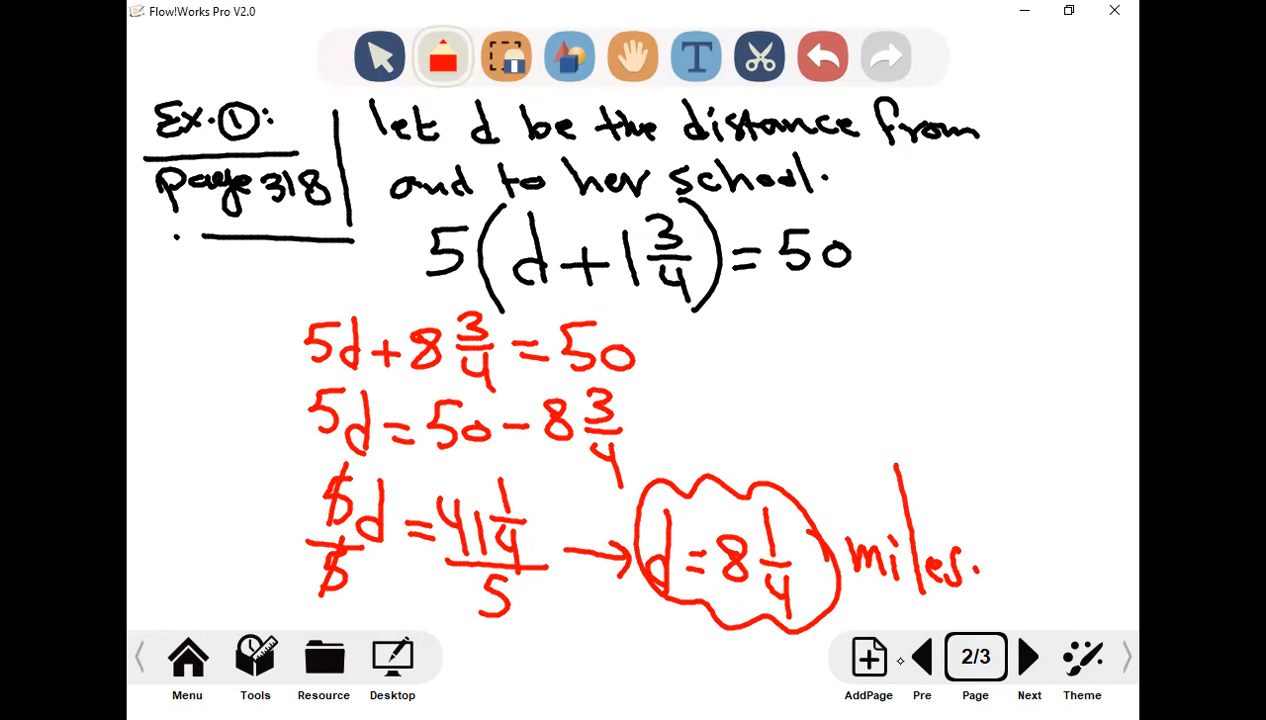 Flow!Works Pro V2.0
Ex. ①:
page 318
let d be the distance from
and to her school.
5(d+1 3/4)=50
5d+8 3/4=50
5d=50-8 3/4
5d/5=41 1/4/5→d=8 1/4 miles.
Menu Tools Resource Desktop
2/3
AddPage Pre Page Next Theme